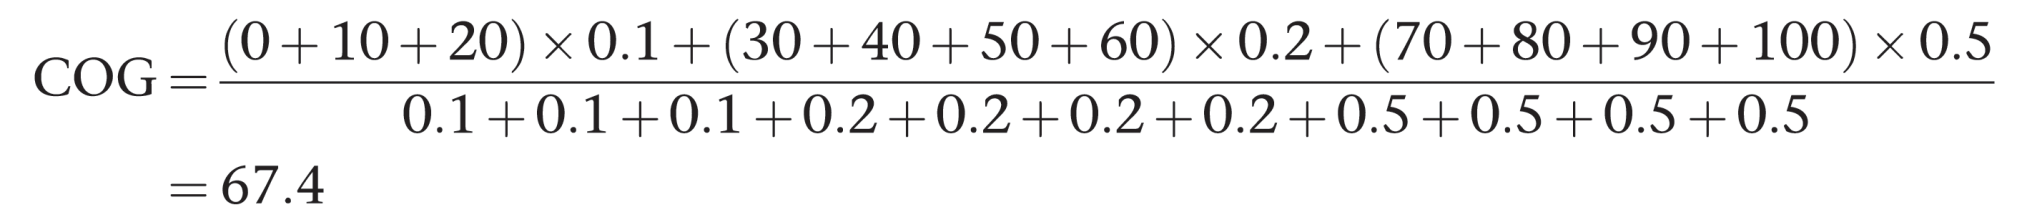 COG = (0 + 10 + 20) × 0.1 + (30 + 40 + 50 + 60) × 0.2 + (70 + 80 + 90 + 100) × 0.5
0.1 + 0.1 + 0.1 + 0.2 + 0.2 + 0.2 + 0.2 + 0.5 + 0.5 + 0.5 + 0.5
= 67.4